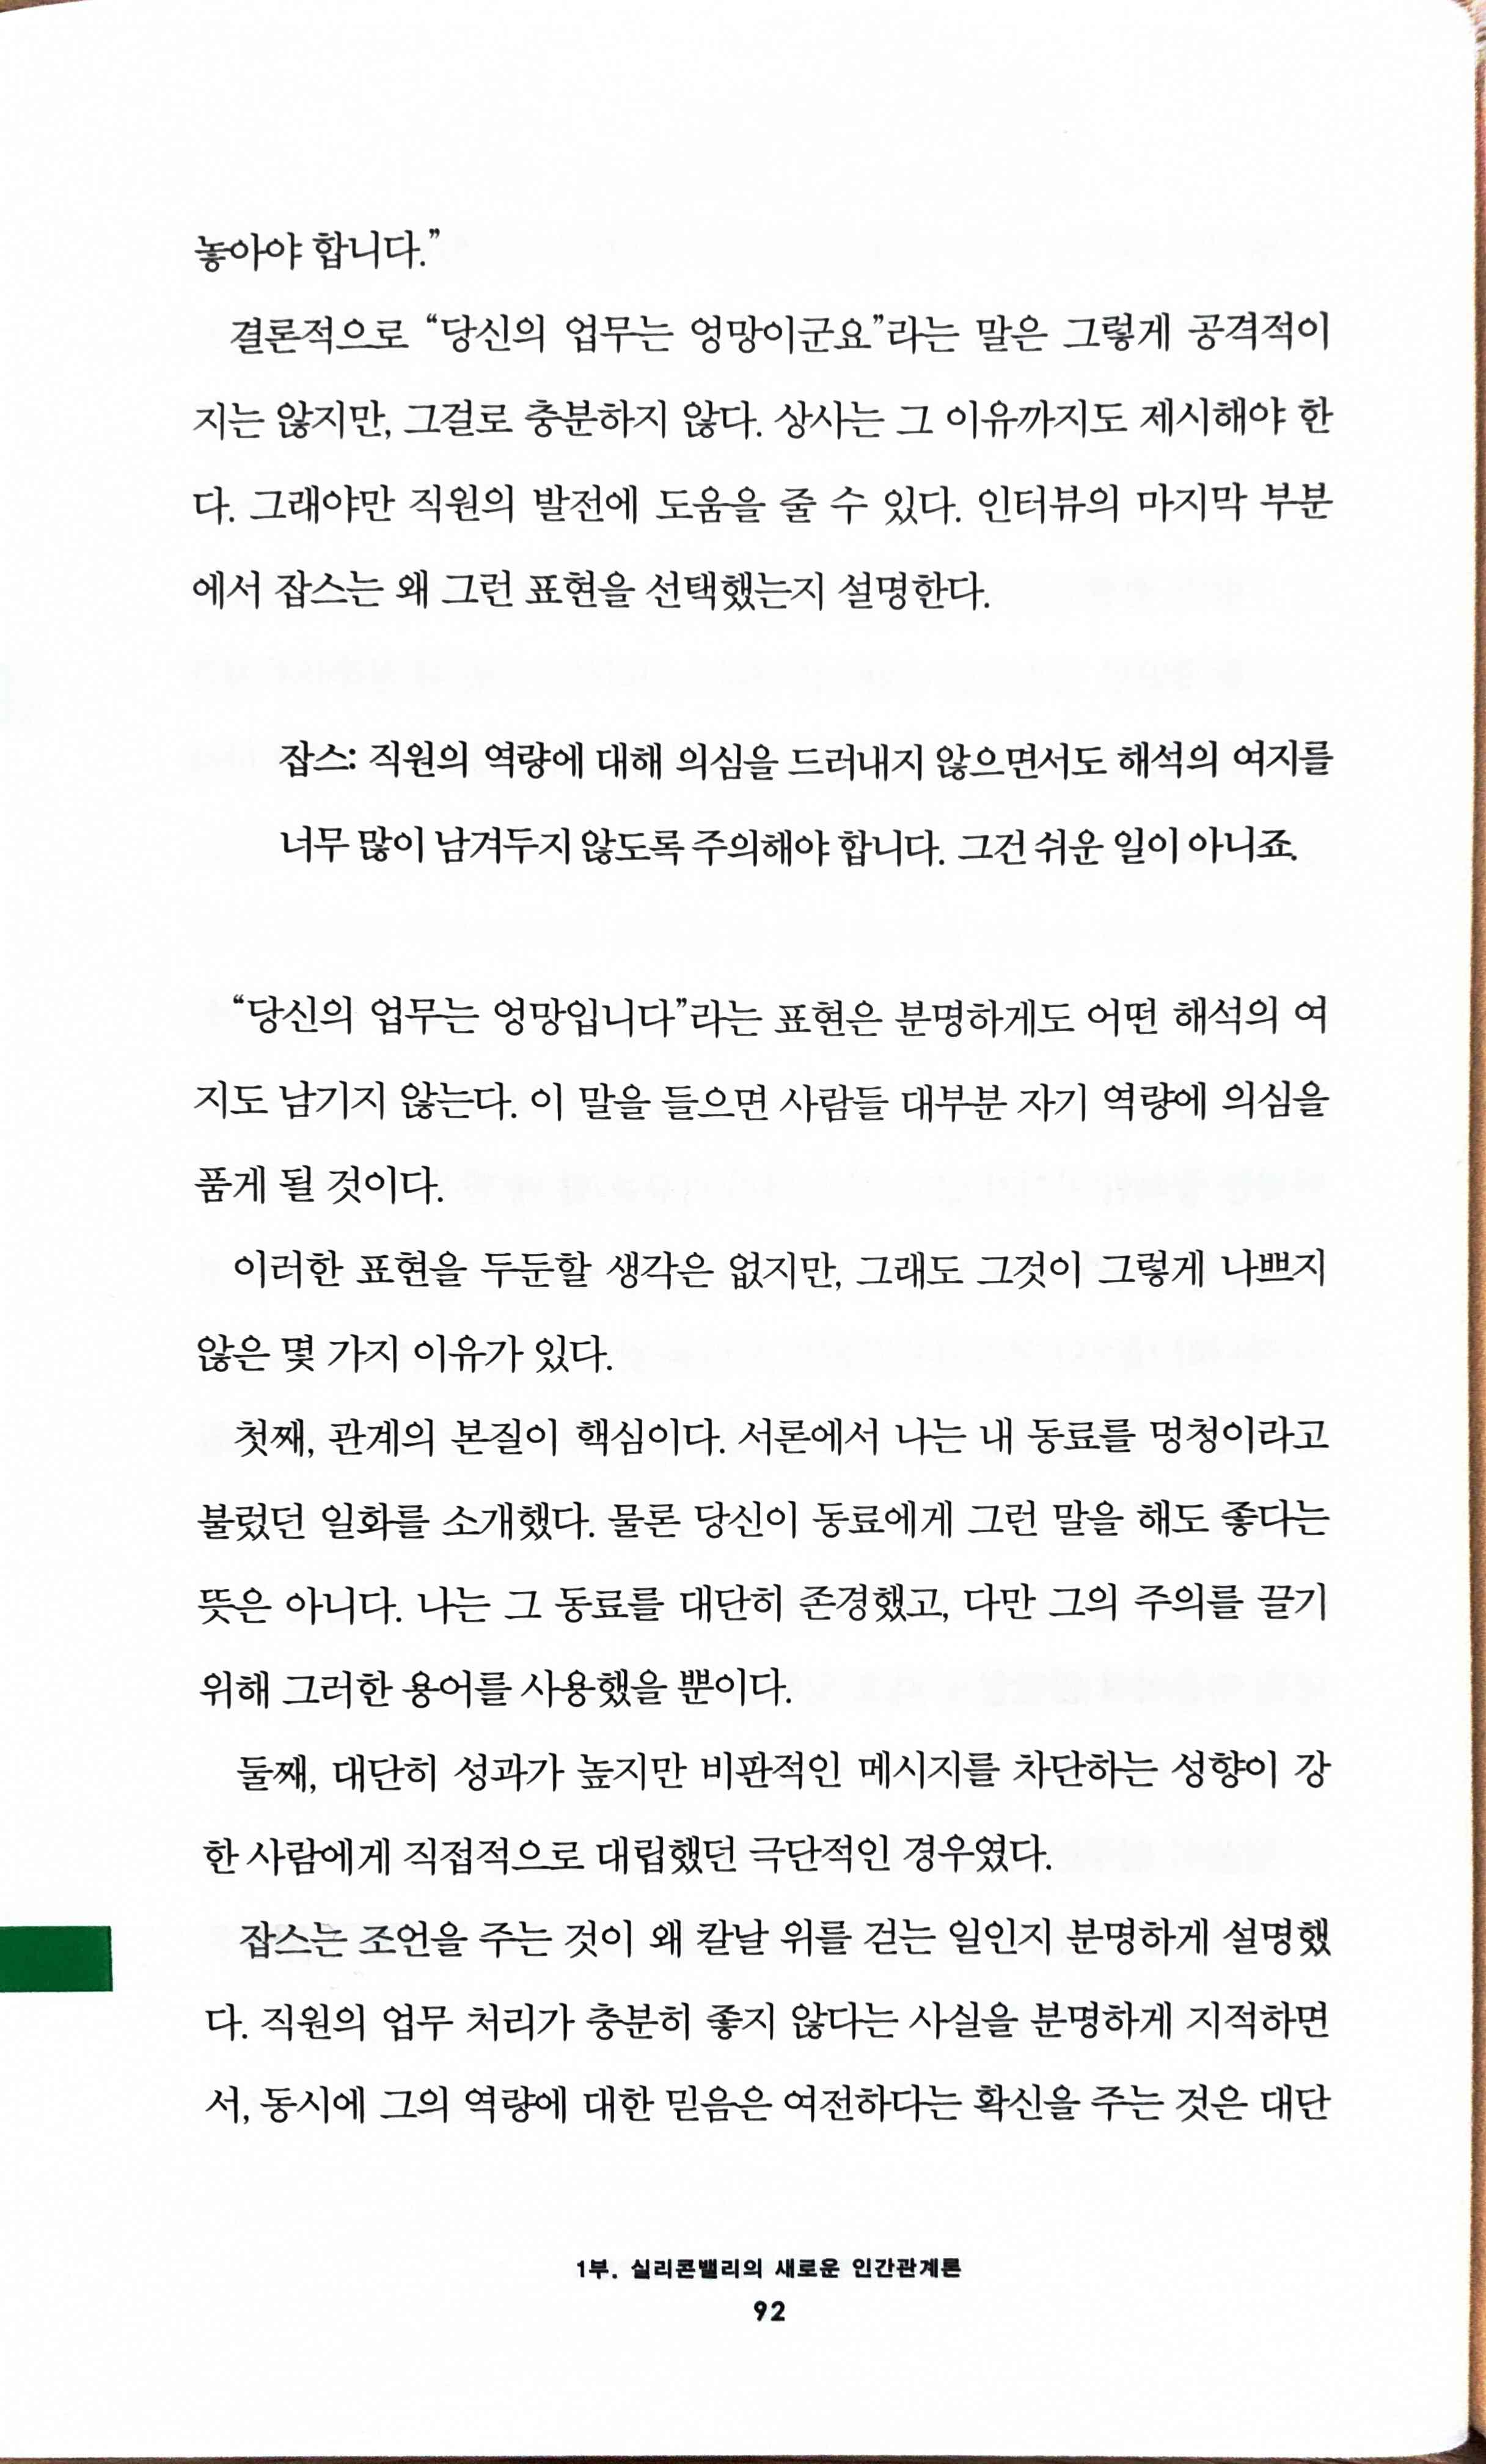 놓아야 합니다.”
결론적으로 “당신의 업무는 엉망이군요”라는 말은 그렇게 공격적이
지는 않지만, 그걸로 충분하지 않다. 상사는 그 이유까지도 제시해야 한
다. 그래야만 직원의 발전에 도움을 줄 수 있다. 인터뷰의 마지막 부분
에서 잡스는 왜 그런 표현을 선택했는지 설명한다.
잡스: 직원의 역량에 대해 의심을 드러내지 않으면서도 해석의 여지를
너무 많이 남겨두지 않도록 주의해야 합니다. 그건 쉬운 일이 아니죠.
“당신의 업무는 엉망입니다”라는 표현은 분명하게도 어떤 해석의 여
지도 남기지 않는다. 이 말을 들으면 사람들 대부분 자기 역량에 의심을
품게 될 것이다.
이러한 표현을 두둔할 생각은 없지만, 그래도 그것이 그렇게 나쁘지
않은 몇 가지 이유가 있다.
첫째, 관계의 본질이 핵심이다. 서론에서 나는 내 동료를 멍청이라고
불렀던 일화를 소개했다. 물론 당신이 동료에게 그런 말을 해도 좋다는
뜻은 아니다. 나는 그 동료를 대단히 존경했고, 다만 그의 주의를 끌기
위해 그러한 용어를 사용했을 뿐이다.
둘째, 대단히 성과가 높지만 비판적인 메시지를 차단하는 성향이 강
한 사람에게 직접적으로 대립했던 극단적인 경우였다.
잡스는 조언을 주는 것이 왜 칼날 위를 걷는 일인지 분명하게 설명했
다. 직원의 업무 처리가 충분히 좋지 않다는 사실을 분명하게 지적하면
서, 동시에 그의 역량에 대한 믿음은 여전하다는 확신을 주는 것은 대단
1부. 실리콘밸리의 새로운 인간관계론
92